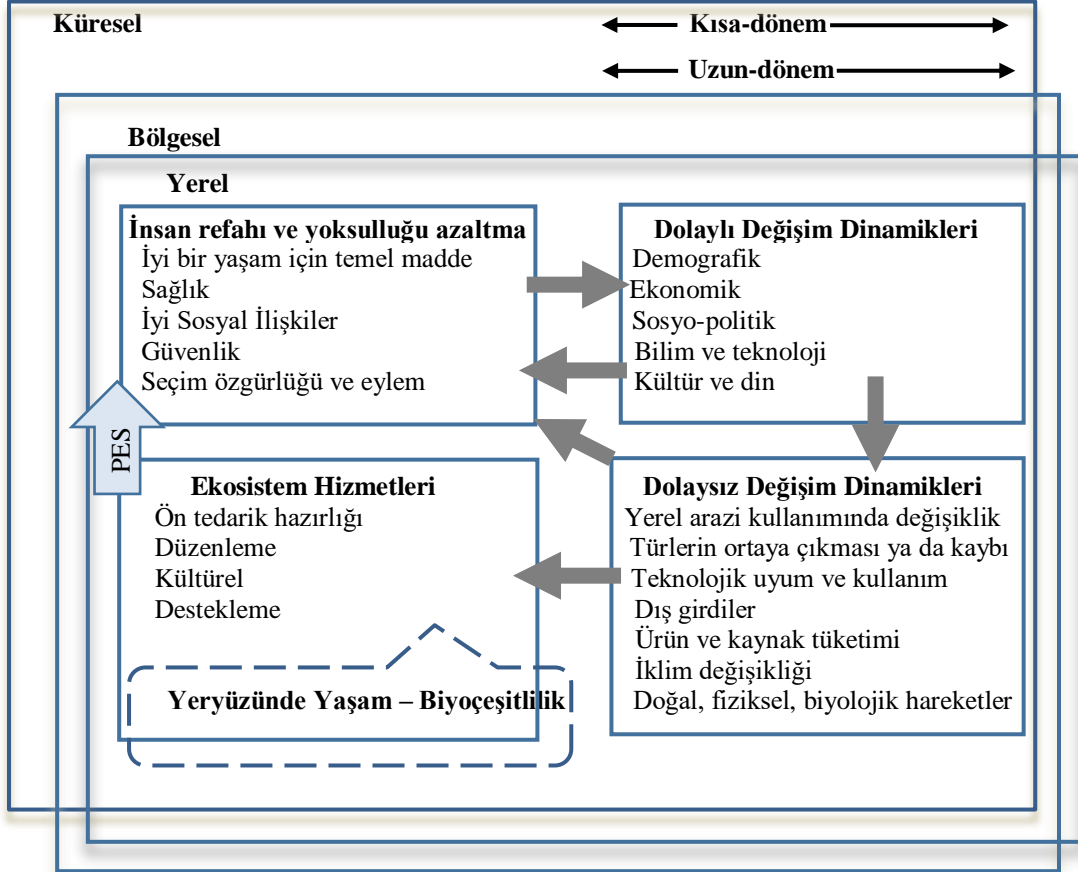 Küresel
Kısa-dönem
Uzun-dönem
Bölgesel
Yerel
İnsan refahı ve yoksulluğu azaltma
İyi bir yaşam için temel madde
Sağlık
İyi Sosyal İlişkiler
Güvenlik
Seçim özgürlüğü ve eylem
Dolaylı Değişim Dinamikleri
Demografik
Ekonomik
Sosyo-politik
Bilim ve teknoloji
Kültür ve din
PES
Ekosistem Hizmetleri
Ön tedarik hazırlığı
Düzenleme
Kültürel
Destekleme
Yeryüzünde Yaşam – Biyoçeşitlilik
Dolaysız Değişim Dinamikleri
Yerel arazi kullanımında değişiklik
Türlerin ortaya çıkması ya da kaybı
Teknolojik uyum ve kullanım
Dış girdiler
Ürün ve kaynak tüketimi
İklim değişikliği
Doğal, fiziksel, biyolojik hareketler